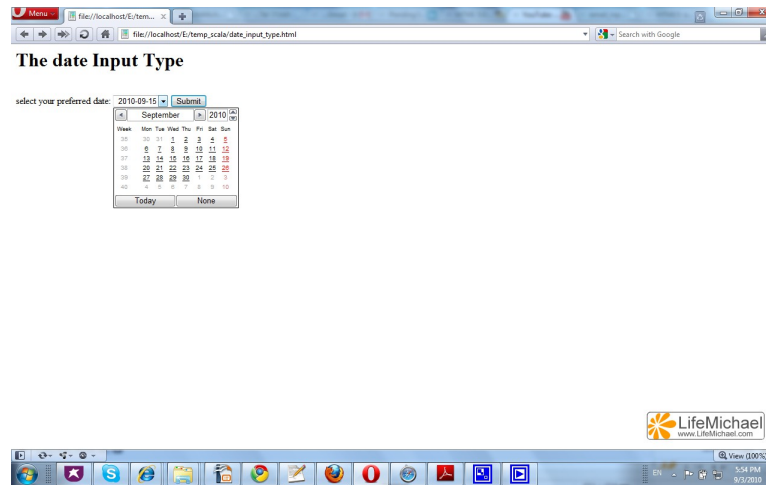 Menu
file://localhost/E:/tem... x
file://localhost/E:/temp_scala/date_input_type.html
Search with Google
The date Input Type
select your preferred date: 2010-09-15 Submit
September 2010
Week Mon Tue Wed Thu Fri Sat Sun
35 30 31 1 2 3 4 5
36 6 7 8 9 10 11 12
37 13 14 15 16 17 18 19
38 20 21 22 23 24 25 26
39 27 28 29 30 1 2 3
40 4 5 6 7 8 9 10
Today None
LifeMichael
www.LifeMichael.com
View (100%)
EN
5:54 PM
9/3/2010